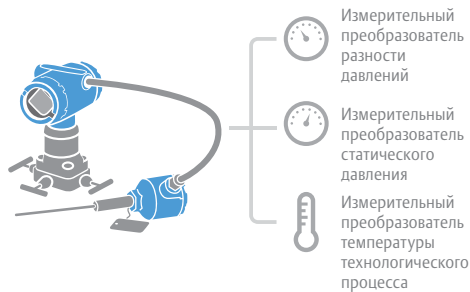 Измерительный
преобразователь
разности
давлений
Измерительный
преобразователь
статического
давления
Измерительный
преобразователь
температуры
технологического
процесса